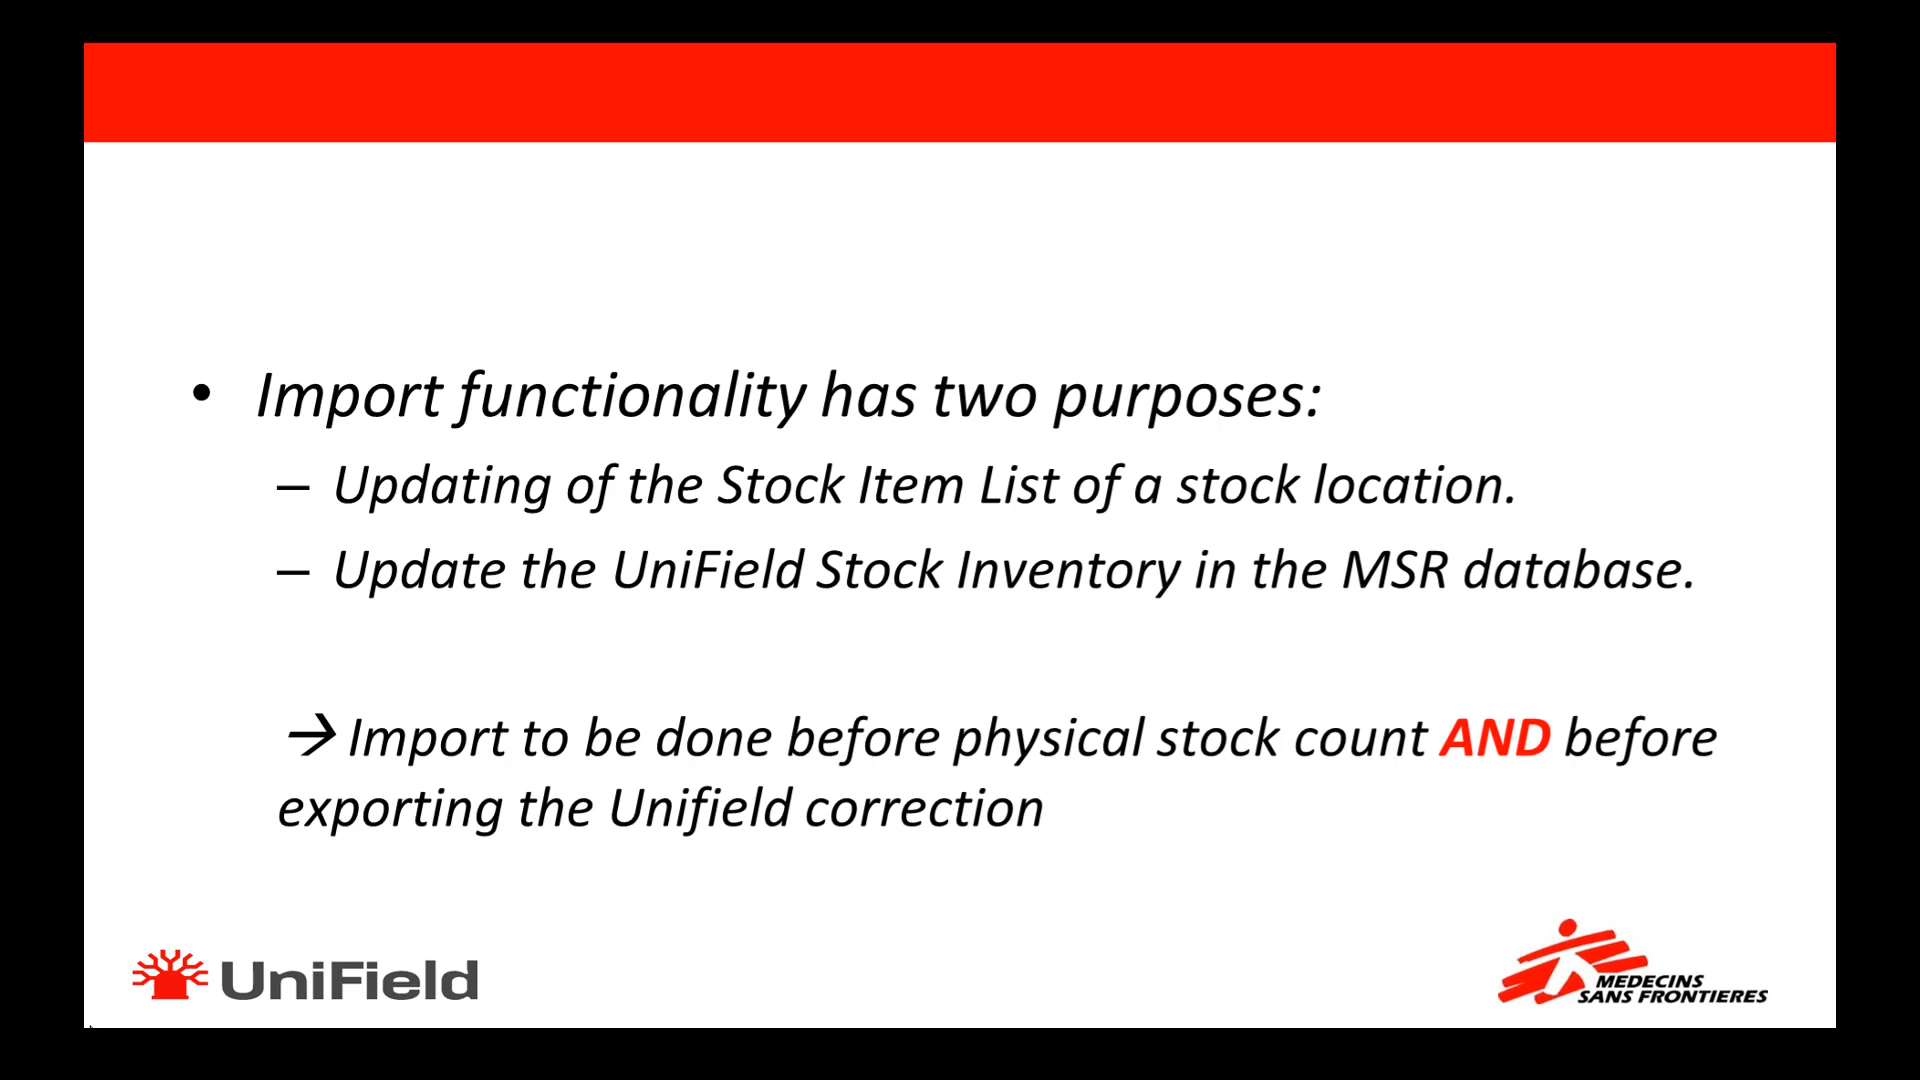 • Import functionality has two purposes:
– Updating of the Stock Item List of a stock location.
– Update the UniField Stock Inventory in the MSR database.
→ Import to be done before physical stock count AND before
exporting the Unifield correction
UniField
MEDECINS
SANS FRONTIERES